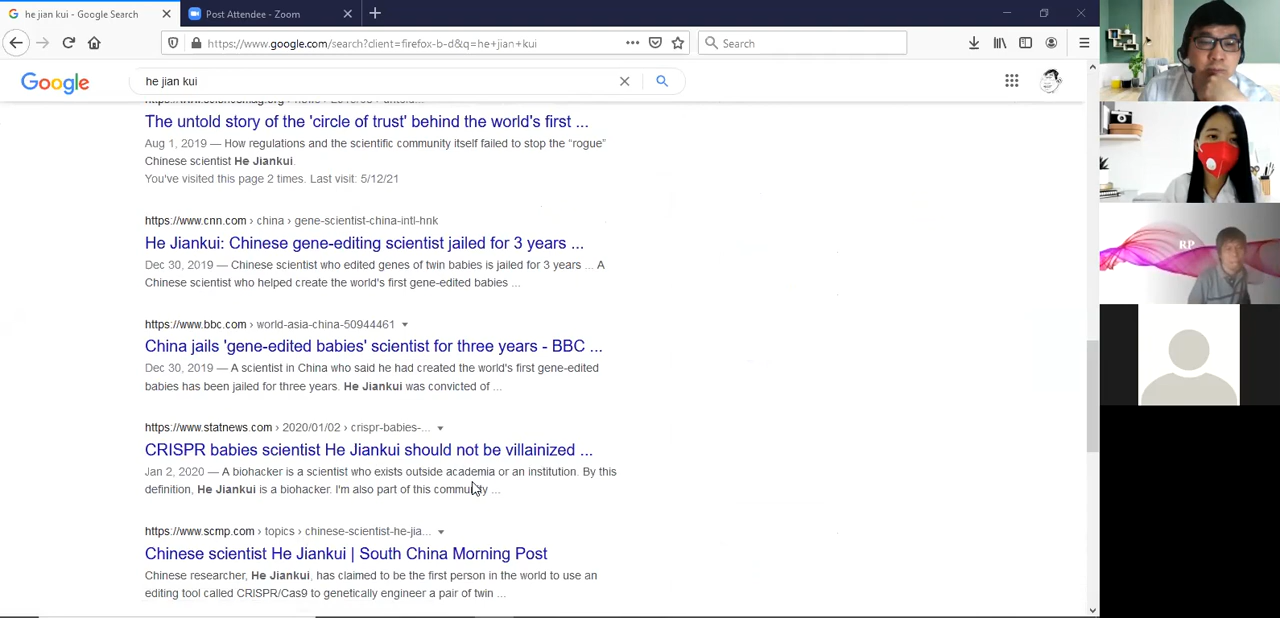 he jian kui - Google Search
Post Attendee - Zoom
https://www.google.com/search?client=firefox-b-d&q=he+jian+kui
Search
Google
he jian kui
The untold story of the 'circle of trust' behind the world's first ...
Aug 1, 2019 — How regulations and the scientific community itself failed to stop the “rogue”
Chinese scientist He Jiankui.
You've visited this page 2 times. Last visit: 5/12/21
https://www.cnn.com › china › gene-scientist-china-intl-hnk
He Jiankui: Chinese gene-editing scientist jailed for 3 years ...
Dec 30, 2019 — Chinese scientist who edited genes of twin babies is jailed for 3 years ... A
Chinese scientist who helped create the world's first gene-edited babies ...
https://www.bbc.com › world-asia-china-50944461
China jails 'gene-edited babies' scientist for three years - BBC ...
Dec 30, 2019 — A scientist in China who said he had created the world's first gene-edited
babies has been jailed for three years. He Jiankui was convicted of ...
https://www.statnews.com › 2020/01/02 › crispr-babies-...
CRISPR babies scientist He Jiankui should not be villainized ...
Jan 2, 2020 — A biohacker is a scientist who exists outside academia or an institution. By this
definition, He Jiankui is a biohacker. I'm also part of this community ...
https://www.scmp.com › topics › chinese-scientist-he-jia...
Chinese scientist He Jiankui | South China Morning Post
Chinese researcher, He Jiankui, has claimed to be the first person in the world to use an
editing tool called CRISPR/Cas9 to genetically engineer a pair of twin ...
RP